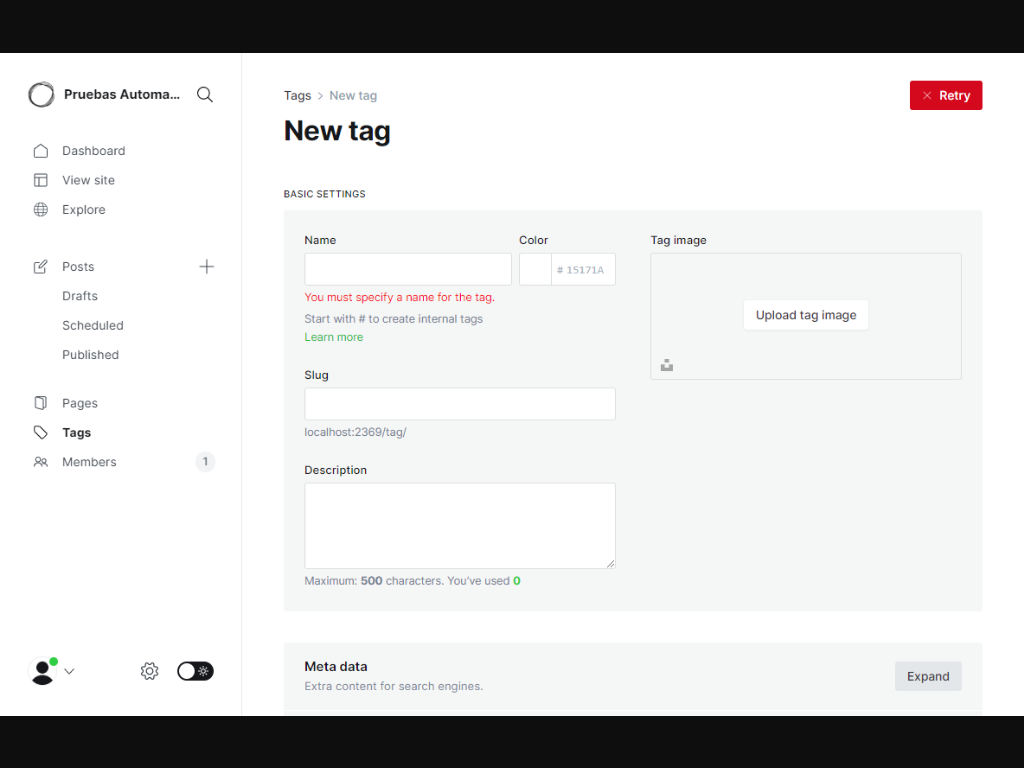 Pruebas Automa...
Dashboard
View site
Explore
Posts
Drafts
Scheduled
Published
Pages
Tags
Members 1
Tags > New tag
Retry
New tag
BASIC SETTINGS
Name
Color
# 15171A
You must specify a name for the tag.
Start with # to create internal tags
Learn more
Slug
localhost:2369/tag/
Description
Maximum: 500 characters. You've used 0
Tag image
Upload tag image
Meta data
Extra content for search engines.
Expand